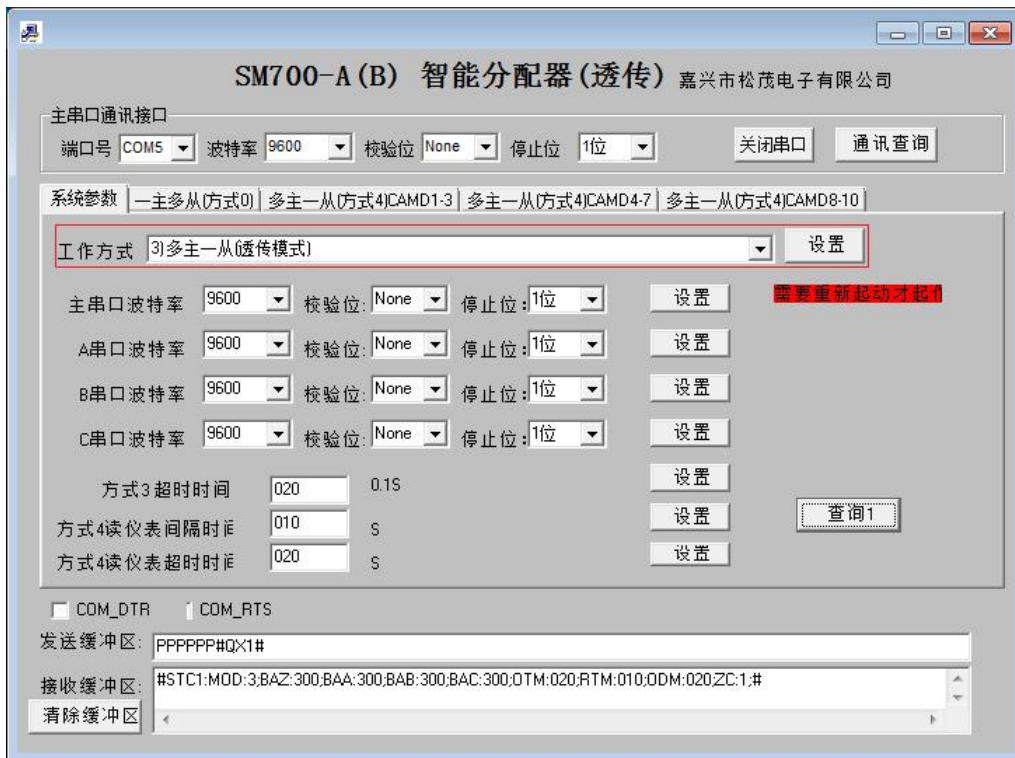 SM700-A(B) 智能分配器(透传) 嘉兴市松茂电子有限公司
主串口通讯接口
端口号 COM5 波特率 9600 校验位 None 停止位 1位 关闭串口 通讯查询
系统参数 一主多从(方式0) 多主一从(方式4)CAMD1-3 多主一从(方式4)CAMD4-7 多主一从(方式4)CAMD8-10
工作方式 3)多主一从(透传模式) 设置
主串口波特率 9600 校验位: None 停止位: 1位 设置 需要重新起动才起作
A串口波特率 9600 校验位: None 停止位: 1位 设置
B串口波特率 9600 校验位: None 停止位: 1位 设置
C串口波特率 9600 校验位: None 停止位: 1位 设置
方式3超时时间 020 0.1S 设置
方式4读仪表间隔时间 010 S 设置 查询1
方式4读仪表超时时间 020 S 设置
COM_DTR COM_RTS
发送缓冲区: PPPPPP#QX1#
接收缓冲区: #STC1:MOD:3;BAZ:300;BAA:300;BAB:300;BAC:300;OTM:020;RTM:010;ODM:020;ZC:1;#
清除缓冲区